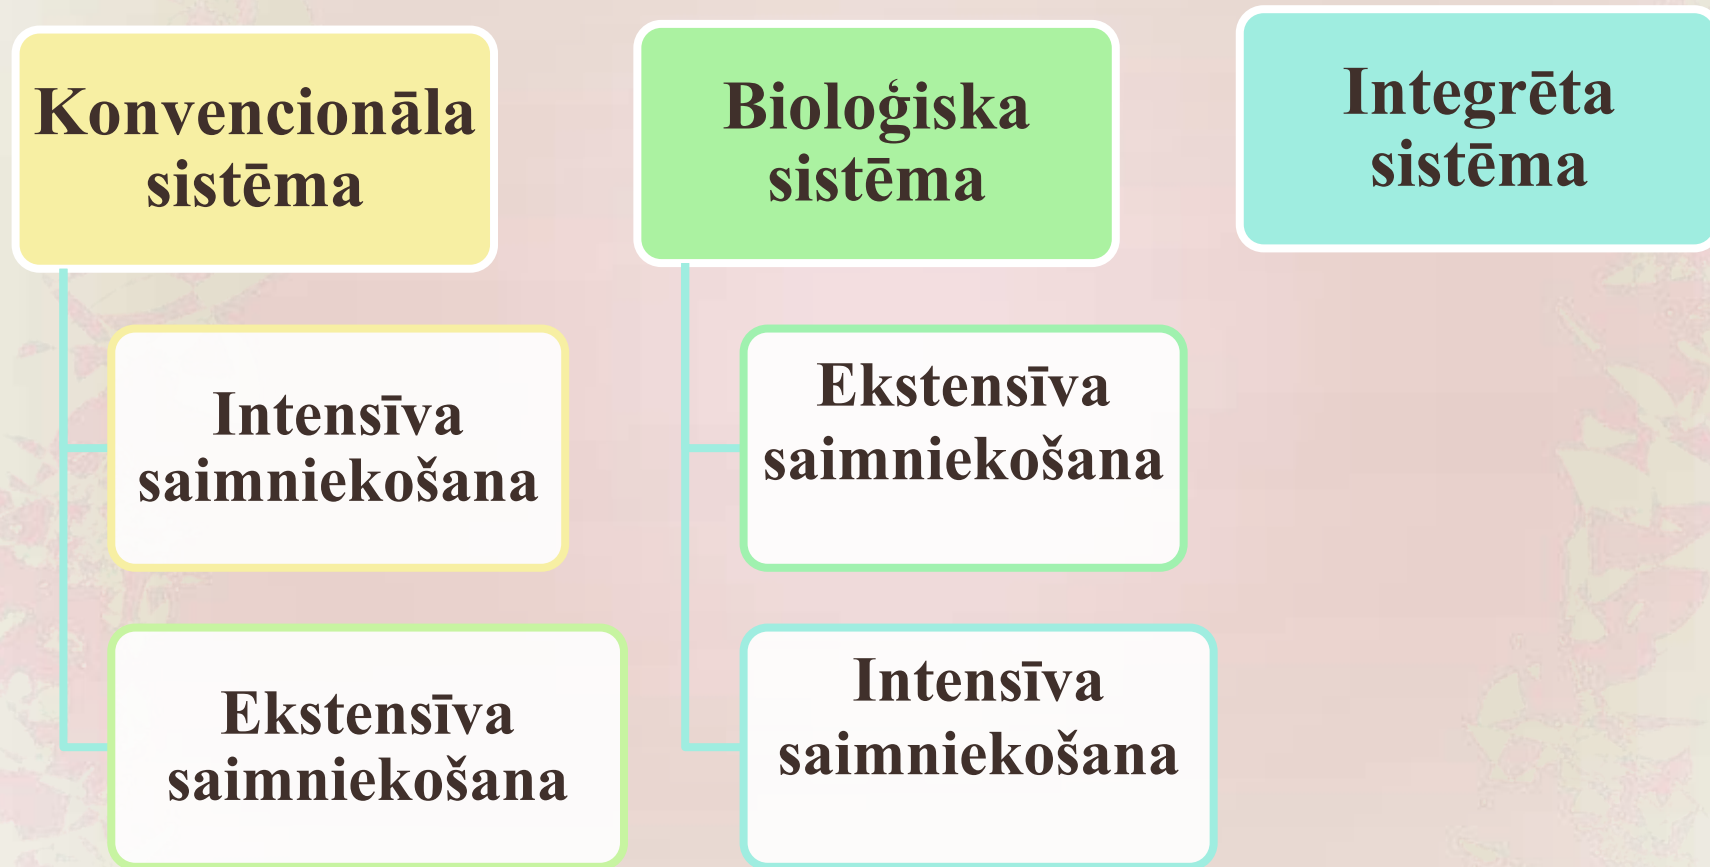 Konvencionāla
sistēma
Intensīva
saimniekošana
Ekstensīva
saimniekošana
Bioloģiska
sistēma
Ekstensīva
saimniekošana
Intensīva
saimniekošana
Integrēta
sistēma